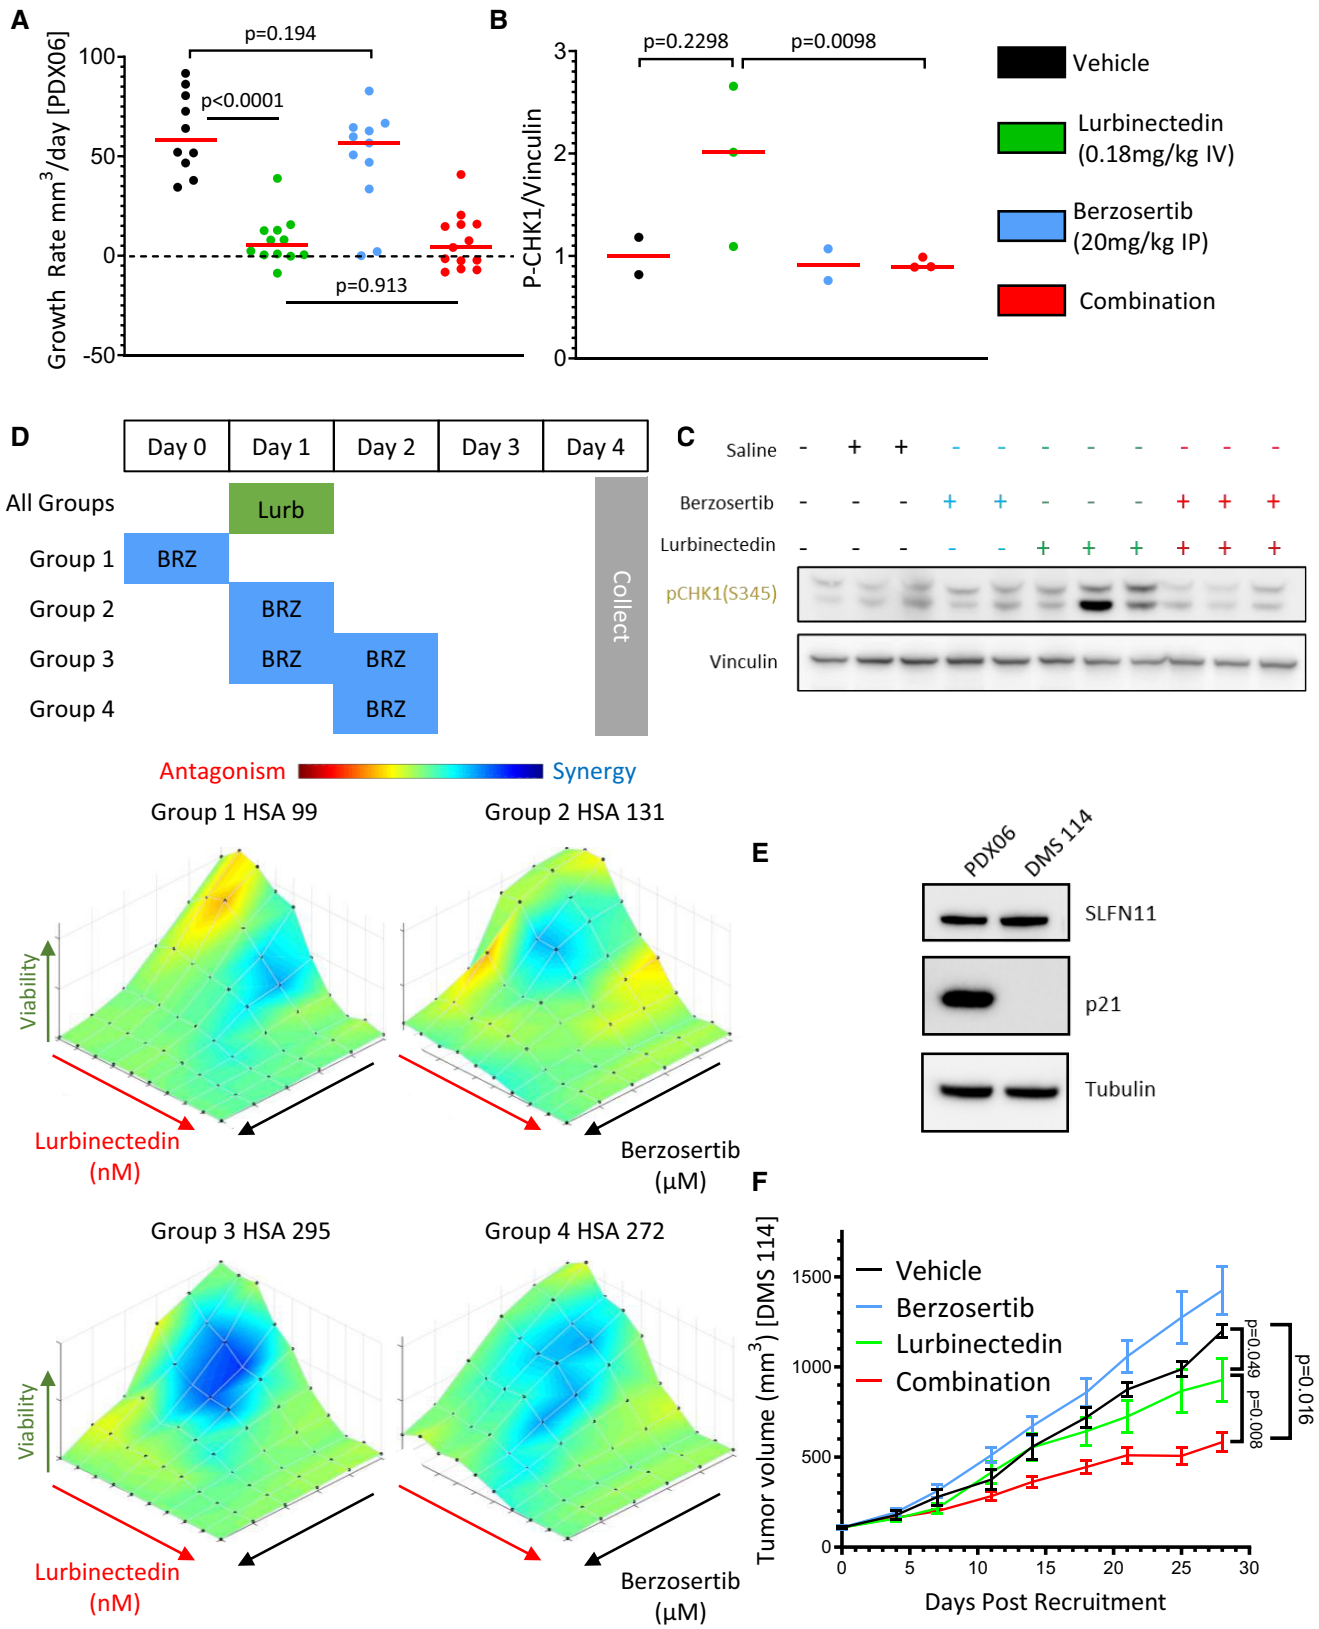 A
Growth Rate mm³/day [PDX06]
100
50
0
-50
p=0.194
p<0.0001
p=0.913
B
P-CHK1/Vinculin
3
2
1
0
p=0.2298
p=0.0098
Vehicle
Lurbinectedin
(0.18mg/kg IV)
Berzosertib
(20mg/kg IP)
Combination
D
Day 0 Day 1 Day 2 Day 3 Day 4
All Groups Lurb
Group 1 BRZ
Group 2 BRZ
Group 3 BRZ BRZ
Group 4 BRZ
Collect
C
Saline - + + - - - - - - - -
Berzosertib - - - + + - - - + + +
Lurbinectedin - - - - - + + + + + +
pCHK1(S345)
Vinculin
Antagonism Synergy
Group 1 HSA 99
Group 2 HSA 131
Viability
Lurbinectedin
(nM)
Berzosertib
(µM)
Group 3 HSA 295
Group 4 HSA 272
Viability
Lurbinectedin
(nM)
Berzosertib
(µM)
E
PDX06 DMS 114
SLFN11
p21
Tubulin
F
Tumor volume (mm³) [DMS 114]
1500
1000
500
0
Vehicle
Berzosertib
Lurbinectedin
Combination
p=0.049
p=0.008
p=0.016
0 5 10 15 20 25 30
Days Post Recruitment